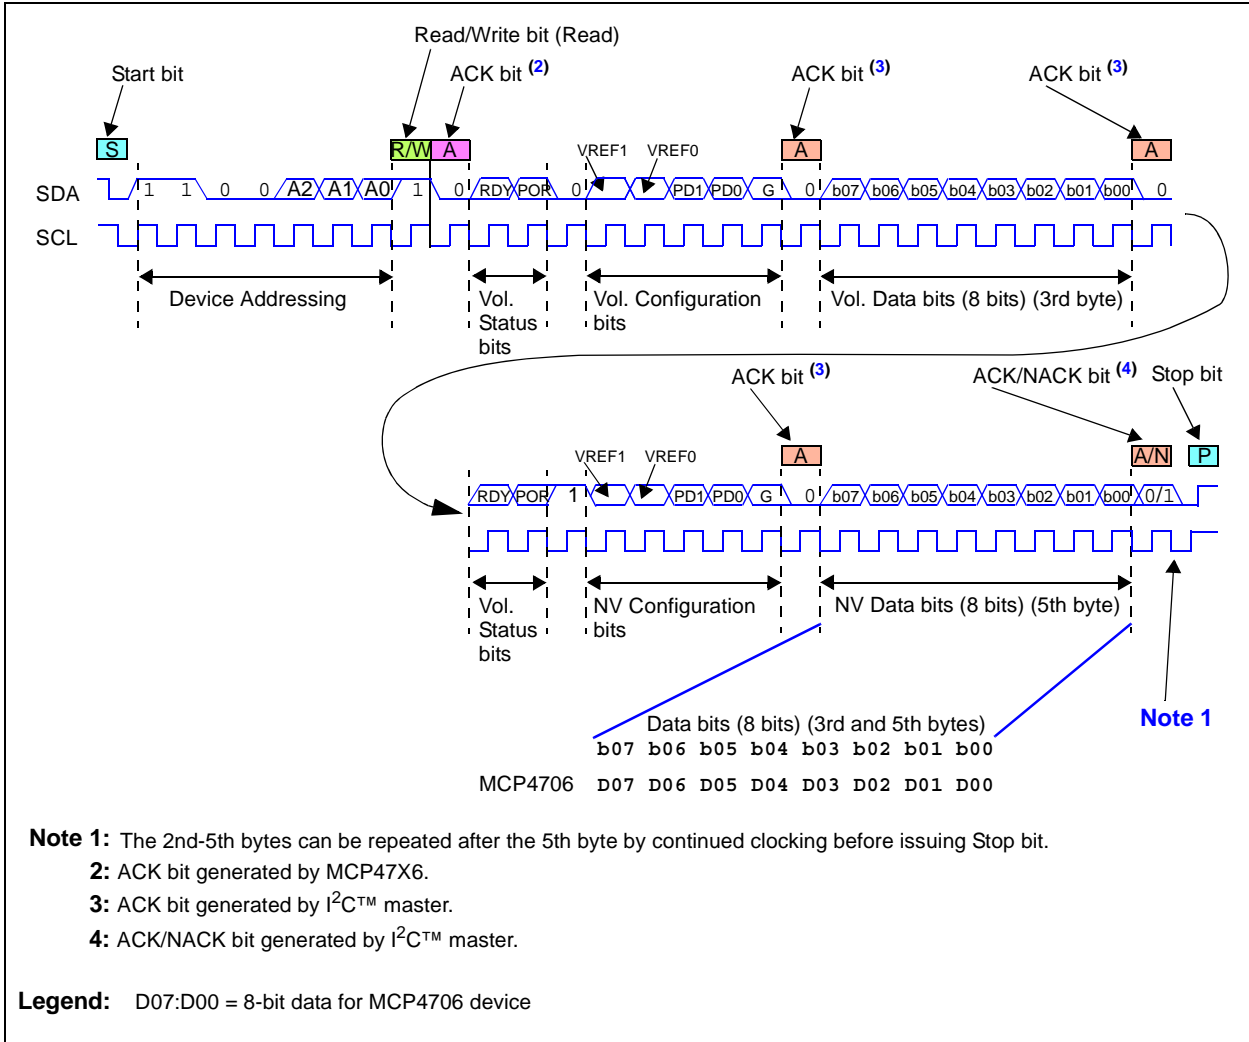 Read/Write bit (Read)
Start bit
ACK bit (2)
ACK bit (3)
ACK bit (3)
S
R/W
A
A
A
VREF1 VREF0
SDA
1 1 0 0 A2 A1 A0 1 0 RDY POR 0 PD1 PD0 G 0 b07 b06 b05 b04 b03 b02 b01 b00 0
SCL
Device Addressing
Vol. Status bits
Vol. Configuration bits
Vol. Data bits (8 bits) (3rd byte)
ACK bit (3)
ACK/NACK bit (4)
Stop bit
A
A/N
P
VREF1 VREF0
RDY POR 1 PD1 PD0 G 0 b07 b06 b05 b04 b03 b02 b01 b00 0/1
Vol. Status bits
NV Configuration bits
NV Data bits (8 bits) (5th byte)
Note 1
Data bits (8 bits) (3rd and 5th bytes)
b07 b06 b05 b04 b03 b02 b01 b00
MCP4706 D07 D06 D05 D04 D03 D02 D01 D00
Note 1: The 2nd-5th bytes can be repeated after the 5th byte by continued clocking before issuing Stop bit.
2: ACK bit generated by MCP47X6.
3: ACK bit generated by I²C™ master.
4: ACK/NACK bit generated by I²C™ master.
Legend: D07:D00 = 8-bit data for MCP4706 device